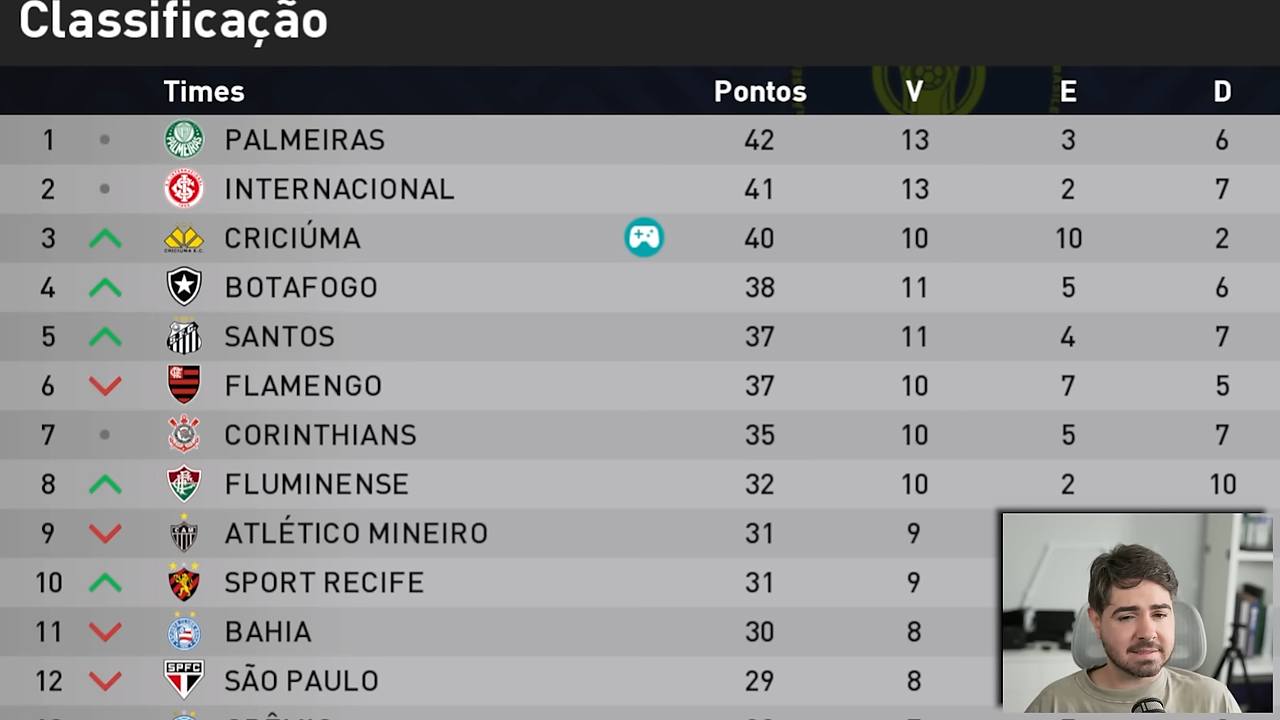 Classificação
Times Pontos V E D
1 PALMEIRAS 42 13 3 6
2 INTERNACIONAL 41 13 2 7
3 CRICIÚMA 40 10 10 2
4 BOTAFOGO 38 11 5 6
5 SANTOS 37 11 4 7
6 FLAMENGO 37 10 7 5
7 CORINTHIANS 35 10 5 7
8 FLUMINENSE 32 10 2 10
9 ATLÉTICO MINEIRO 31 9
10 SPORT RECIFE 31 9
11 BAHIA 30 8
12 SÃO PAULO 29 8